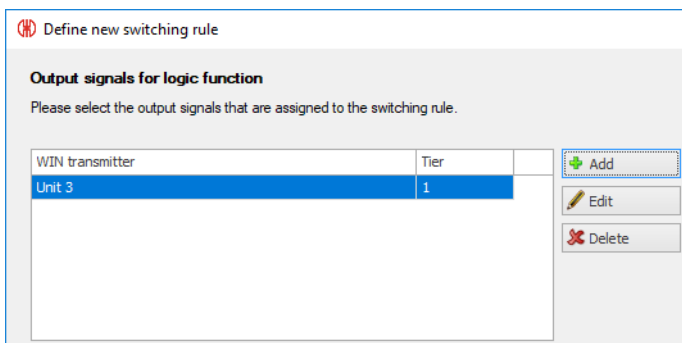 Define new switching rule
Output signals for logic function
Please select the output signals that are assigned to the switching rule.
WIN transmitter Tier
Unit 3 1
Add
Edit
Delete